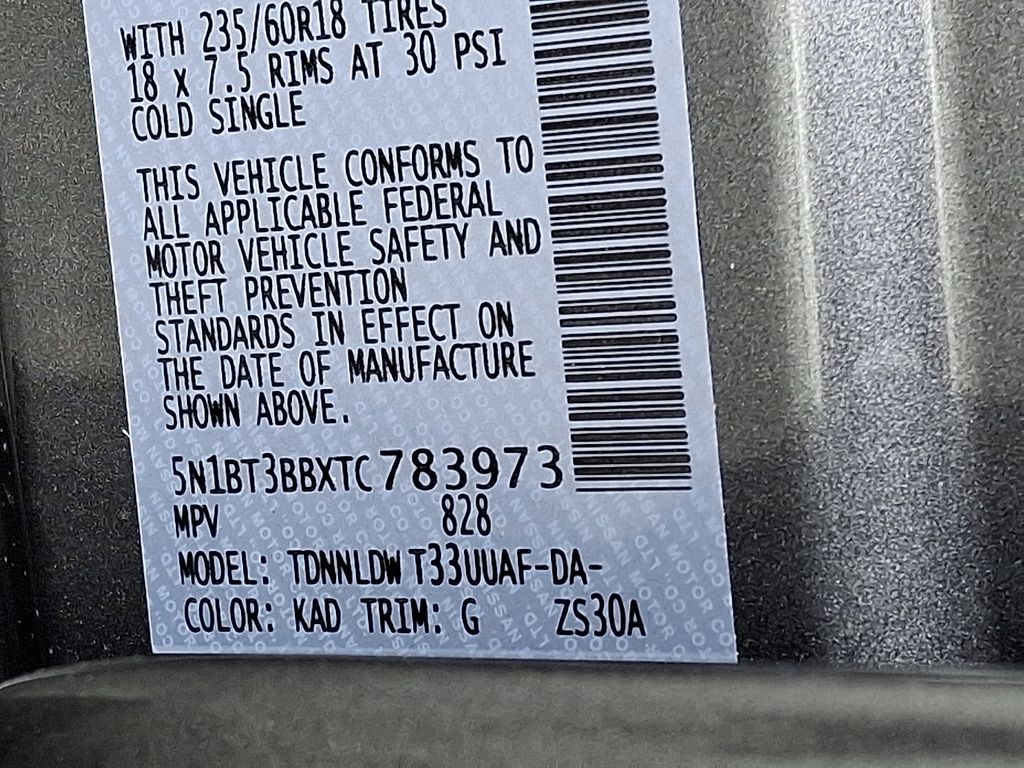 WITH 235/60R18 TIRES
18 x 7.5 RIMS AT 30 PSI
COLD SINGLE
THIS VEHICLE CONFORMS TO
ALL APPLICABLE FEDERAL
MOTOR VEHICLE SAFETY AND
THEFT PREVENTION
STANDARDS IN EFFECT ON
THE DATE OF MANUFACTURE
SHOWN ABOVE.
5N1BT3BBXTC783973
MPV 828
MODEL: TDNNLDW T33UUAF-DA-
COLOR: KAD TRIM: G ZS30A